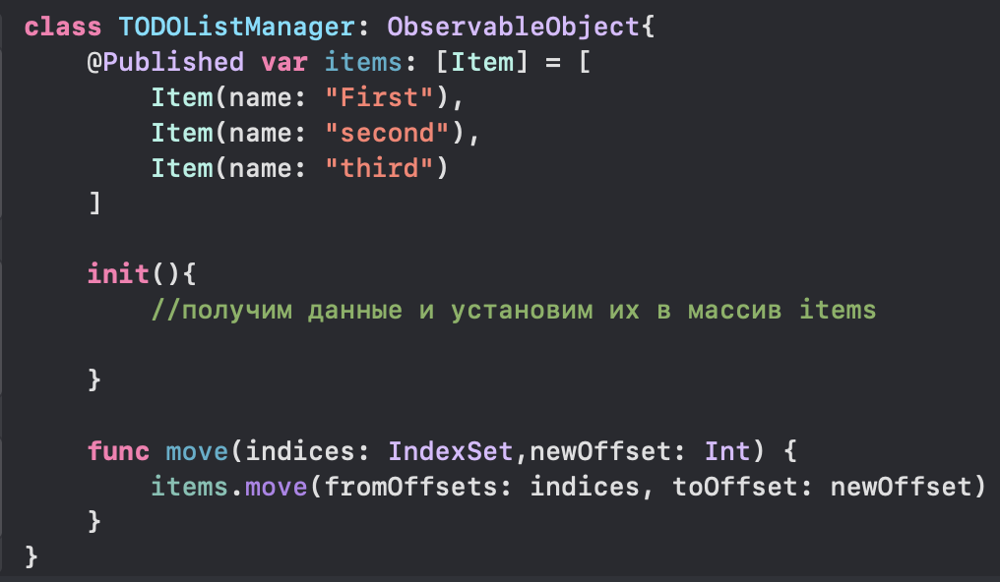 class TODOListManager: ObservableObject{
@Published var items: [Item] = [
Item(name: "First"),
Item(name: "second"),
Item(name: "third")
]
init(){
//получим данные и установим их в массив items
}
func move(indices: IndexSet,newOffset: Int) {
items.move(fromOffsets: indices, toOffset: newOffset)
}
}